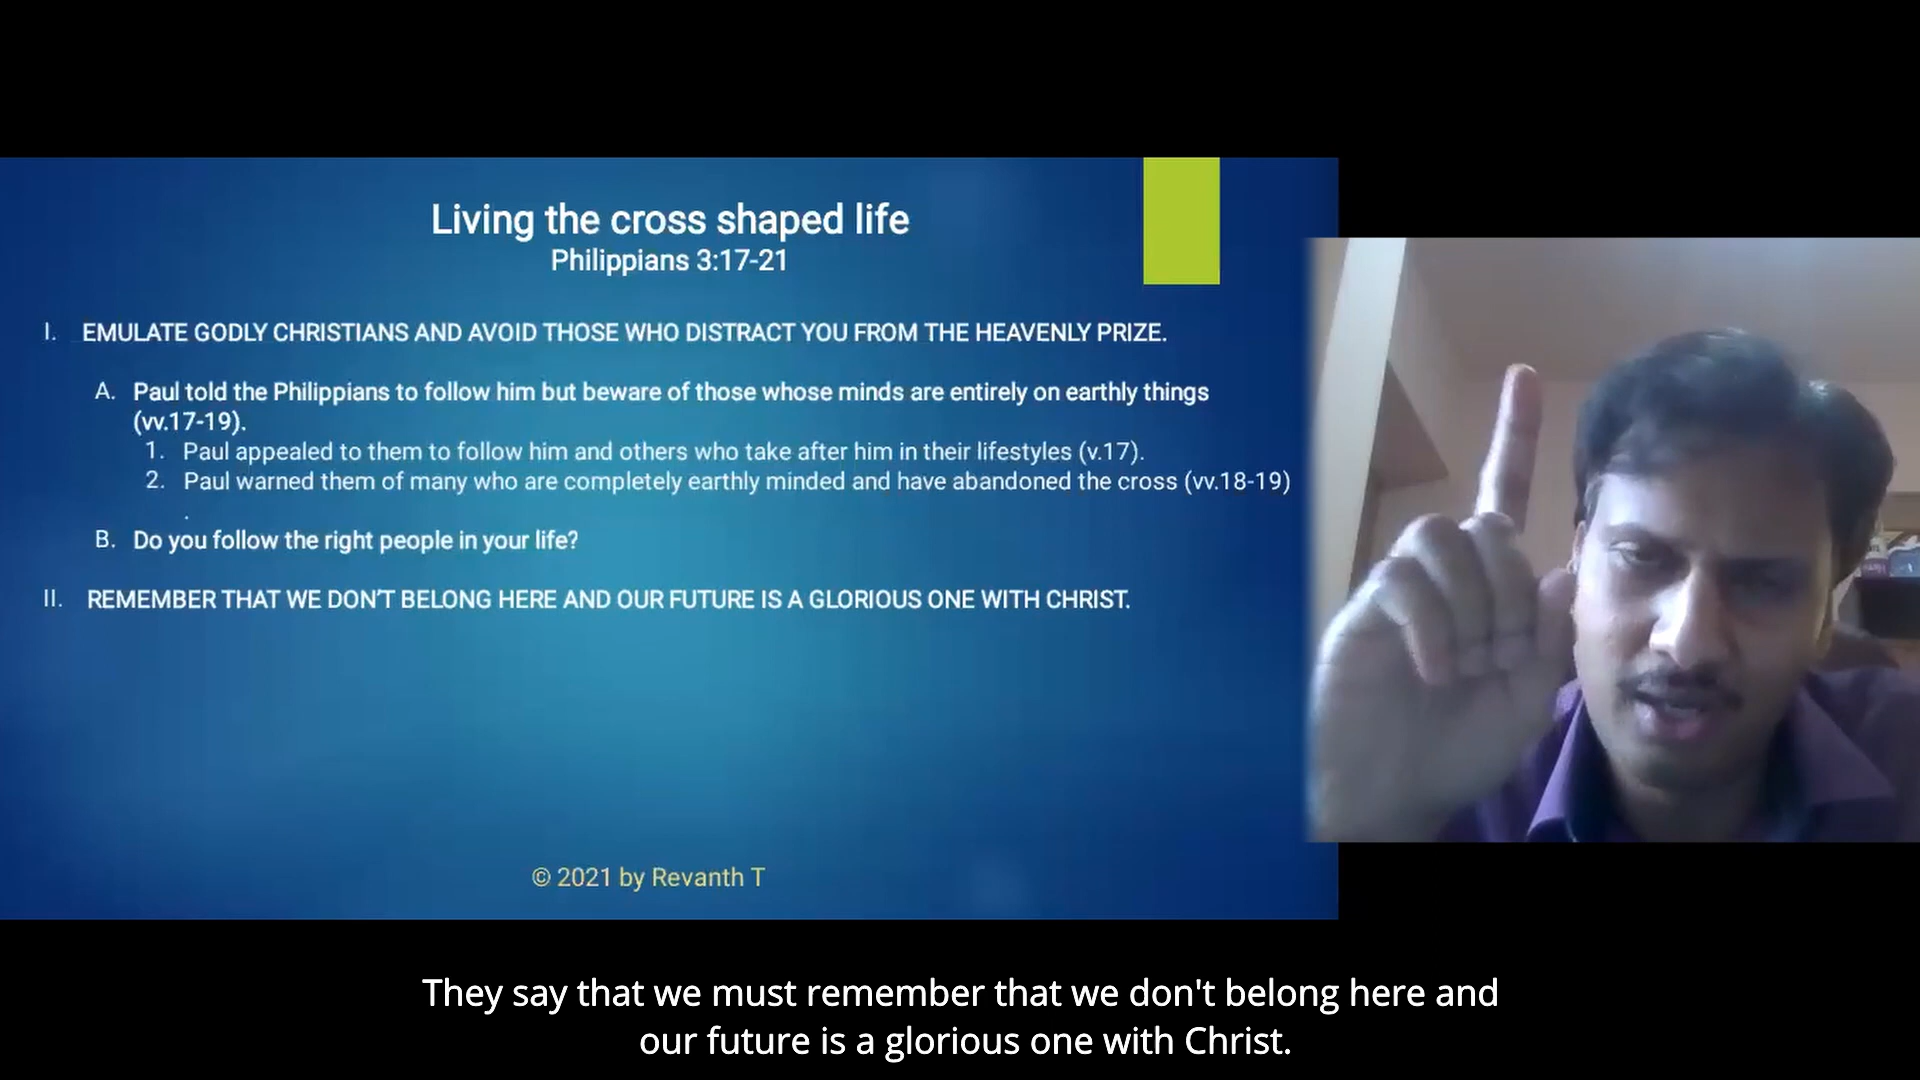 Living the cross shaped life
Philippians 3:17-21
I. EMULATE GODLY CHRISTIANS AND AVOID THOSE WHO DISTRACT YOU FROM THE HEAVENLY PRIZE.
A. Paul told the Philippians to follow him but beware of those whose minds are entirely on earthly things
(vv.17-19).
1. Paul appealed to them to follow him and others who take after him in their lifestyles (v.17).
2. Paul warned them of many who are completely earthly minded and have abandoned the cross (vv.18-19)
.
B. Do you follow the right people in your life?
II. REMEMBER THAT WE DON'T BELONG HERE AND OUR FUTURE IS A GLORIOUS ONE WITH CHRIST.
© 2021 by Revanth T
They say that we must remember that we don't belong here and
our future is a glorious one with Christ.